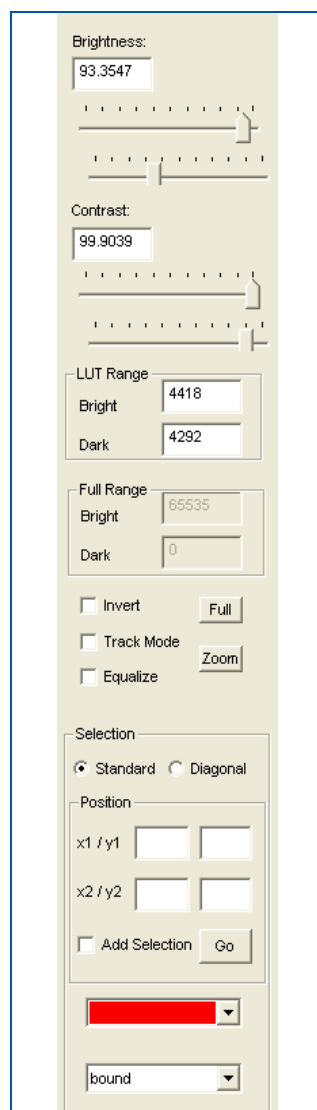 Brightness:
93.3547
Contrast:
99.9039
LUT Range
Bright 4418
Dark 4292
Full Range
Bright 65535
Dark 0
Invert Full
Track Mode
Zoom
Equalize
Selection
Standard Diagonal
Position
x1 / y1
x2 / y2
Add Selection Go
bound